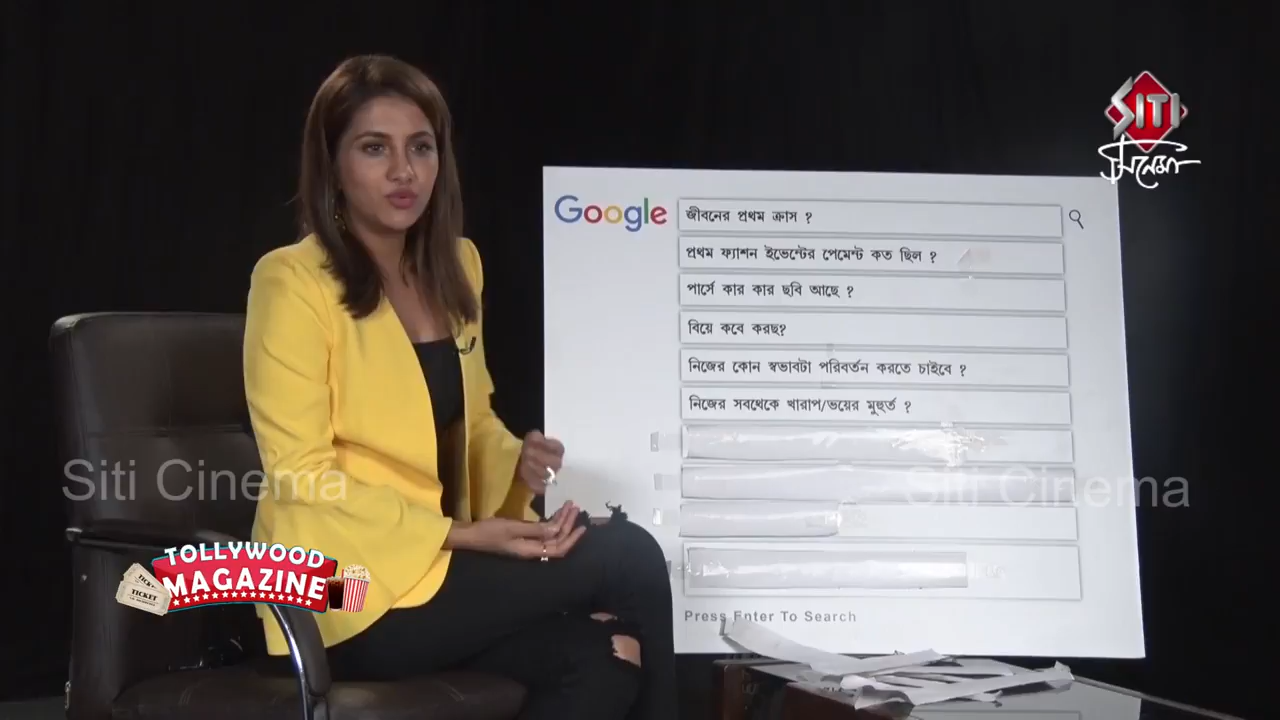 SITI
সিনেমা
Google
জীবনের প্রথম ক্রাস ?
প্রথম ফ্যাশন ইভেন্টের পেমেন্ট কত ছিল ?
পার্সে কার কার ছবি আছে ?
বিয়ে কবে করছ?
নিজের কোন স্বভাবটা পরিবর্তন করতে চাইবে ?
নিজের সবথেকে খারাপ/ভয়ের মুহুর্ত ?
Siti Cinema
Siti Cinema
TOLLYWOOD
MAGAZINE
TICKET
Press Enter To Search